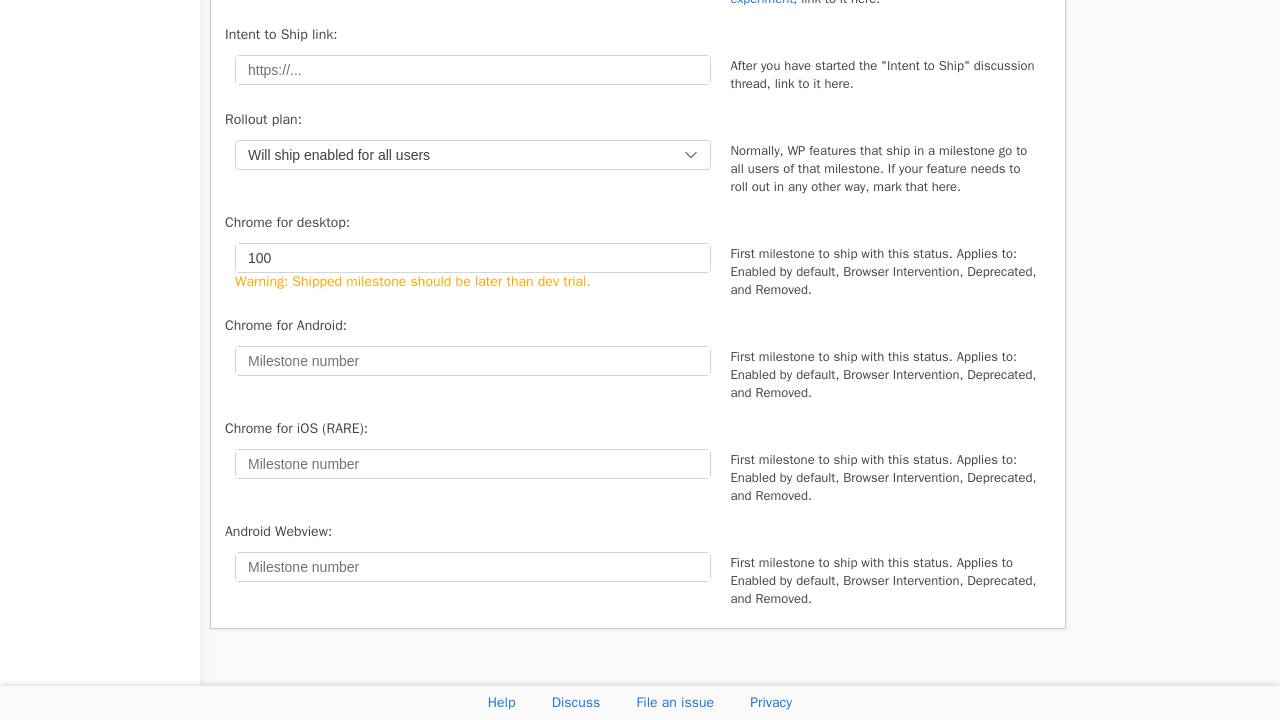 experiment, link to it here.
Intent to Ship link:
https://...
After you have started the "Intent to Ship" discussion
thread, link to it here.
Rollout plan:
Will ship enabled for all users
Normally, WP features that ship in a milestone go to
all users of that milestone. If your feature needs to
roll out in any other way, mark that here.
Chrome for desktop:
100
Warning: Shipped milestone should be later than dev trial.
First milestone to ship with this status. Applies to:
Enabled by default, Browser Intervention, Deprecated,
and Removed.
Chrome for Android:
Milestone number
First milestone to ship with this status. Applies to:
Enabled by default, Browser Intervention, Deprecated,
and Removed.
Chrome for iOS (RARE):
Milestone number
First milestone to ship with this status. Applies to:
Enabled by default, Browser Intervention, Deprecated,
and Removed.
Android Webview:
Milestone number
First milestone to ship with this status. Applies to
Enabled by default, Browser Intervention, Deprecated,
and Removed.
Help Discuss File an issue Privacy